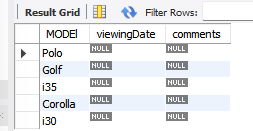 Result Grid Filter Rows:
MODEl viewingDate comments
Polo NULL NULL
Golf NULL NULL
i35 NULL NULL
Corolla NULL NULL
i30 NULL NULL